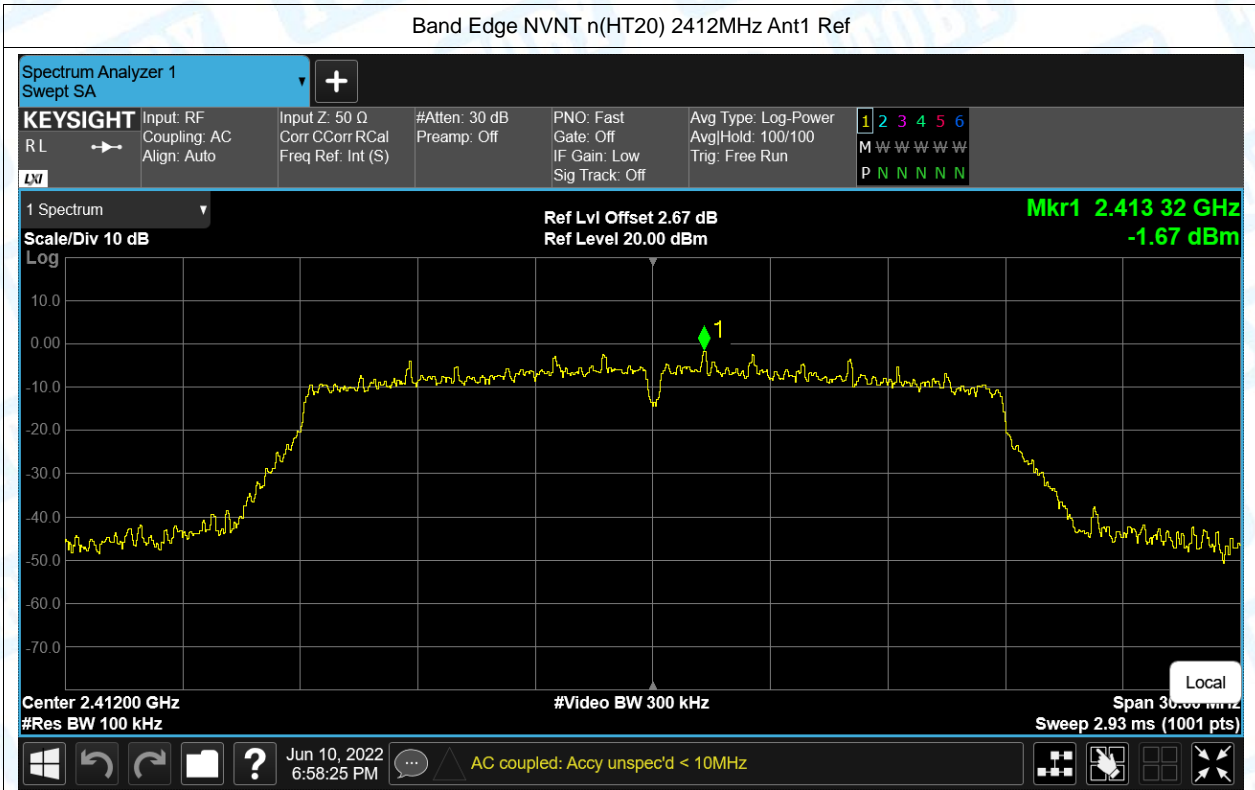 Band Edge NVNT n(HT20) 2412MHz Ant1 Ref
Spectrum Analyzer 1
Swept SA
KEYSIGHT
R L
LXI
Input: RF
Coupling: AC
Align: Auto
Input Z: 50 Ω
Corr CCorr RCal
Freq Ref: Int (S)
#Atten: 30 dB
Preamp: Off
PNO: Fast
Gate: Off
IF Gain: Low
Sig Track: Off
Avg Type: Log-Power
Avg|Hold: 100/100
Trig: Free Run
1 2 3 4 5 6
M W W W W W
P N N N N N
1 Spectrum
Scale/Div 10 dB
Ref Lvl Offset 2.67 dB
Ref Level 20.00 dBm
Mkr1 2.413 32 GHz
-1.67 dBm
Log
10.0
0.00
-10.0
-20.0
-30.0
-40.0
-50.0
-60.0
-70.0
1
Center 2.41200 GHz
#Res BW 100 kHz
#Video BW 300 kHz
Local
Span 30.00 MHz
Sweep 2.93 ms (1001 pts)
?
Jun 10, 2022
6:58:25 PM
AC coupled: Accy unspec'd < 10MHz